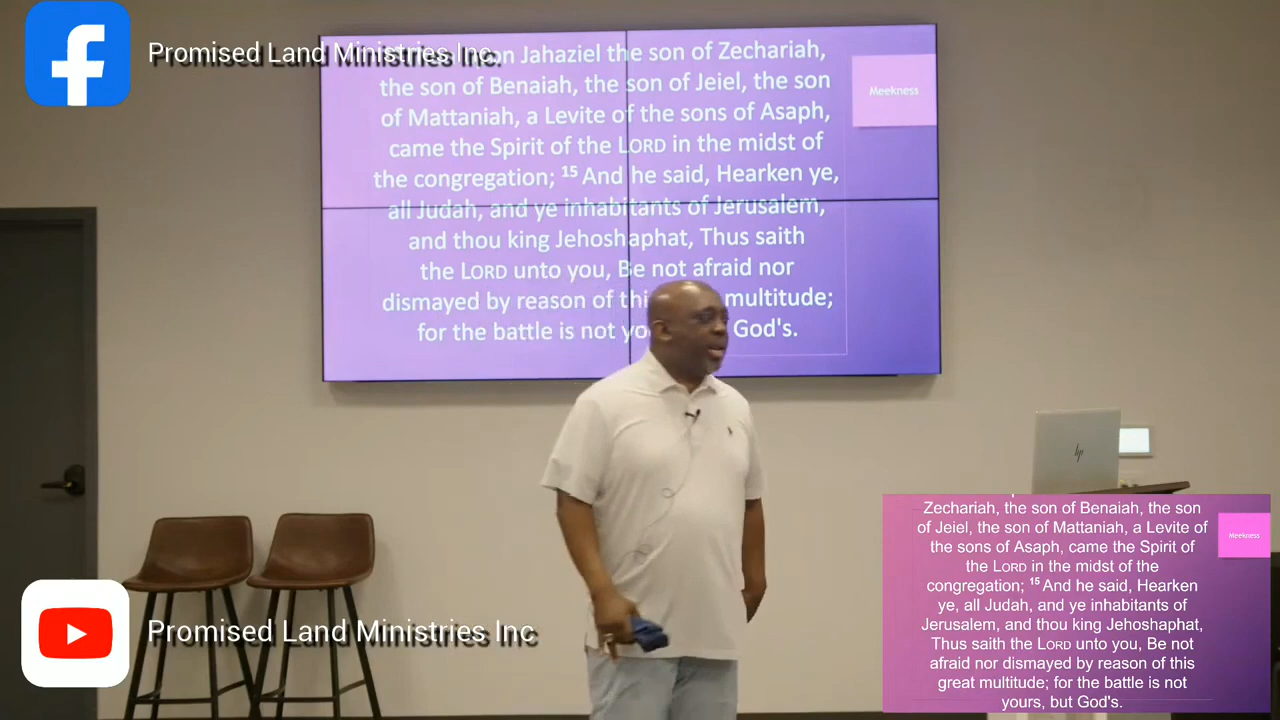 Promised Land Ministries Inc.
on Jahaziel the son of Zechariah,
the son of Benaiah, the son of Jeiel, the son
of Mattaniah, a Levite of the sons of Asaph,
came the Spirit of the LORD in the midst of
the congregation; 15 And he said, Hearken ye,
all Judah, and ye inhabitants of Jerusalem,
and thou king Jehoshaphat, Thus saith
the LORD unto you, Be not afraid nor
dismayed by reason of thi multitude;
for the battle is not yo God's.
Meekness
hp
Zechariah, the son of Benaiah, the son
of Jeiel, the son of Mattaniah, a Levite of
the sons of Asaph, came the Spirit of
the LORD in the midst of the
congregation; 15 And he said, Hearken
ye, all Judah, and ye inhabitants of
Jerusalem, and thou king Jehoshaphat,
Thus saith the LORD unto you, Be not
afraid nor dismayed by reason of this
great multitude; for the battle is not
yours, but God's.
Meekness
Promised Land Ministries Inc